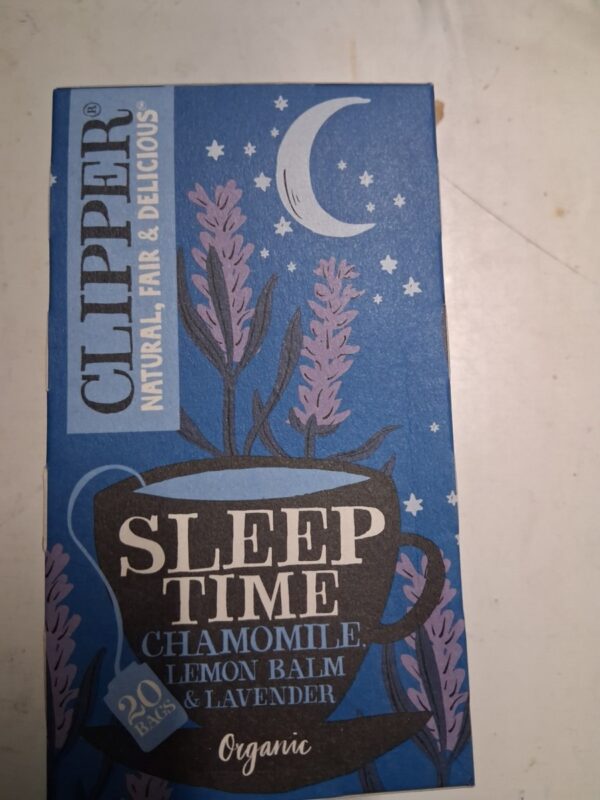 CLIPPER®
NATURAL, FAIR & DELICIOUS®
SLEEP
TIME
CHAMOMILE,
LEMON BALM
& LAVENDER
20
BAGS
Organic